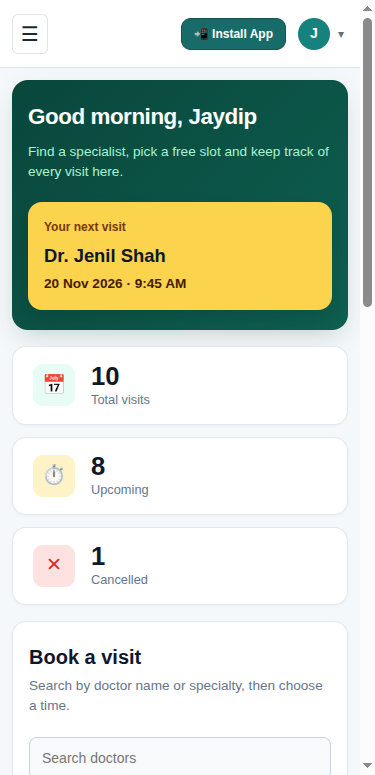 Install App
J
Good morning, Jaydip
Find a specialist, pick a free slot and keep track of
every visit here.
Your next visit
Dr. Jenil Shah
20 Nov 2026 · 9:45 AM
10
Total visits
8
Upcoming
1
Cancelled
Book a visit
Search by doctor name or specialty, then choose
a time.
Search doctors